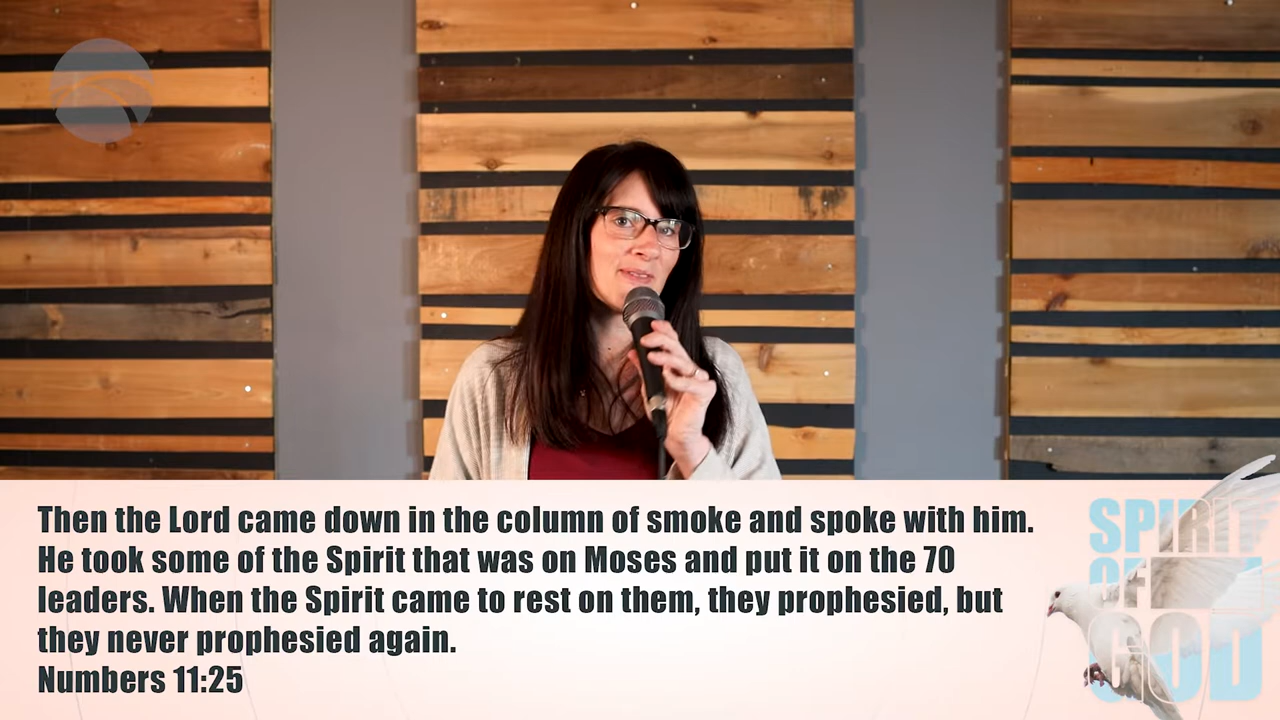 Then the Lord came down in the column of smoke and spoke with him.
He took some of the Spirit that was on Moses and put it on the 70
leaders. When the Spirit came to rest on them, they prophesied, but
they never prophesied again.
Numbers 11:25
SPIRIT
OF
GOD